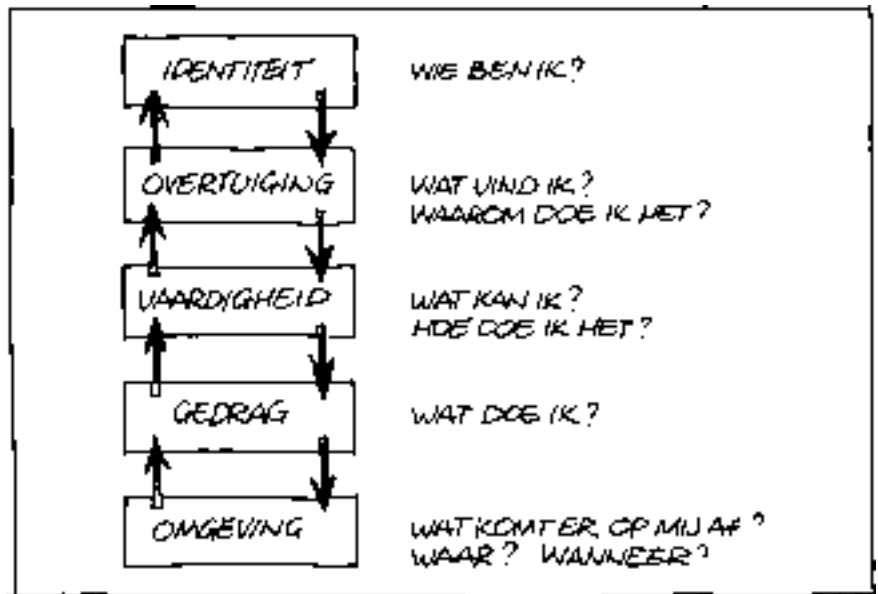 IDENTITEIT WIE BEN IK?
OVERTUIGING WAT VIND IK?
WAAROM DOE IK HET?
VAARDIGHEID WAT KAN IK?
HOE DOE IK HET?
GEDRAG WAT DOE IK?
OMGEVING WAT KOMT ER OP MIJ AF?
WAAR? WANNEER?